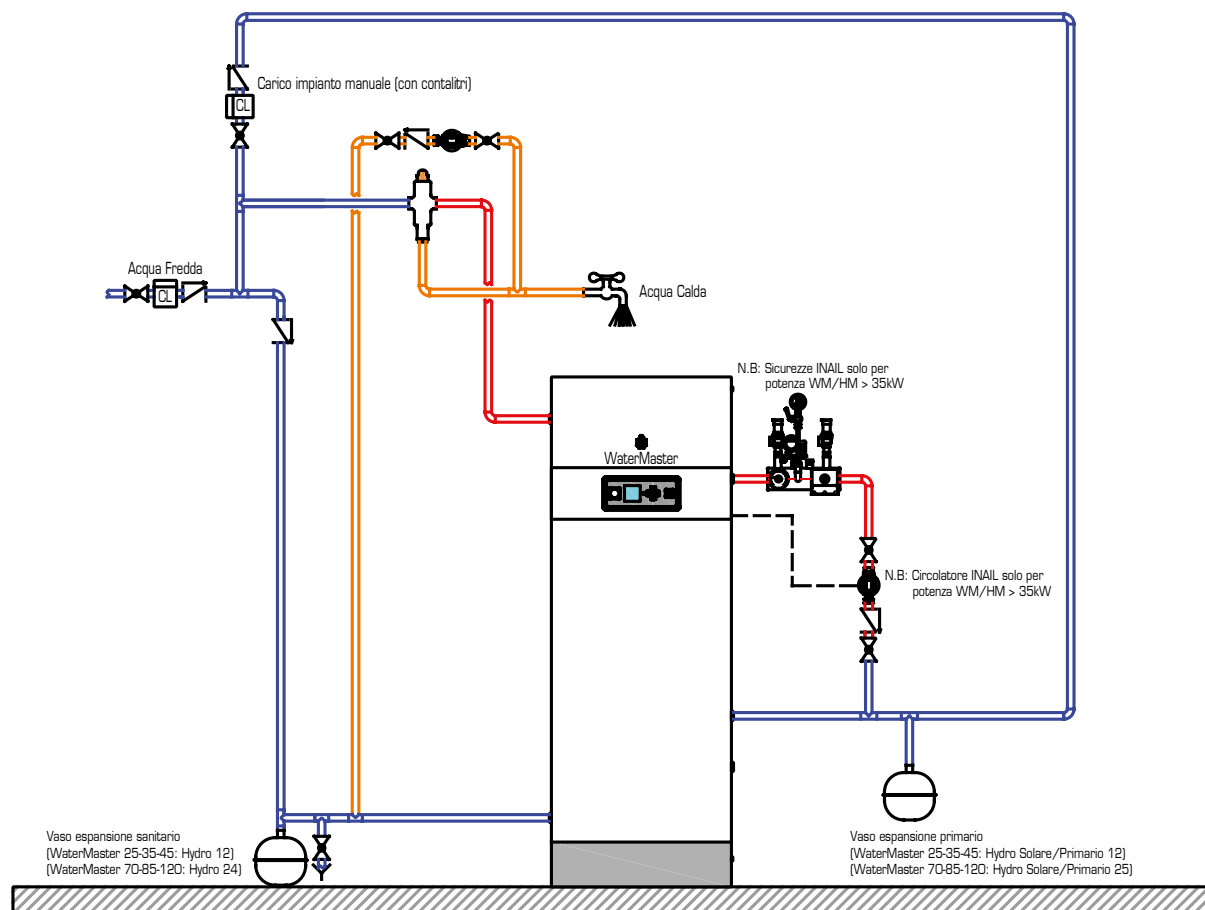 Carico impianto manuale (con contalitri)
CL
Acqua Fredda
CL
Acqua Calda
N.B: Sicurezze INAIL solo per
potenza WM/HM > 35kW
WaterMaster
N.B: Circolatore INAIL solo per
potenza WM/HM > 35kW
Vaso espansione sanitario
(WaterMaster 25-35-45: Hydro 12)
(WaterMaster 70-85-120: Hydro 24)
Vaso espansione primario
(WaterMaster 25-35-45: Hydro Solare/Primario 12)
(WaterMaster 70-85-120: Hydro Solare/Primario 25)